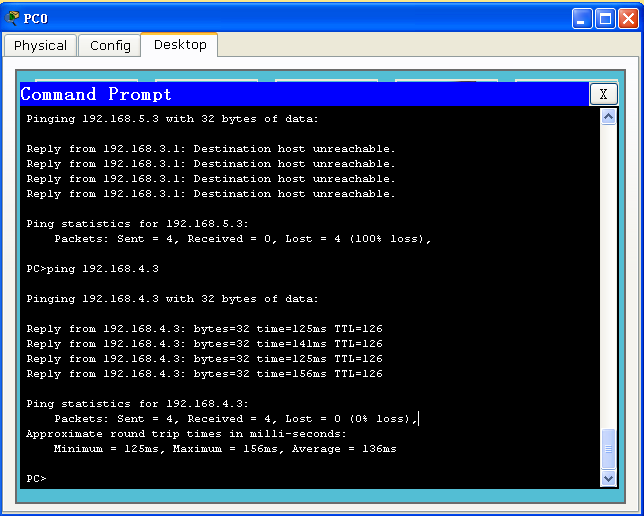 PC0
Physical Config Desktop
Command Prompt X
Pinging 192.168.5.3 with 32 bytes of data:
Reply from 192.168.3.1: Destination host unreachable.
Reply from 192.168.3.1: Destination host unreachable.
Reply from 192.168.3.1: Destination host unreachable.
Reply from 192.168.3.1: Destination host unreachable.
Ping statistics for 192.168.5.3:
Packets: Sent = 4, Received = 0, Lost = 4 (100% loss),
PC>ping 192.168.4.3
Pinging 192.168.4.3 with 32 bytes of data:
Reply from 192.168.4.3: bytes=32 time=125ms TTL=126
Reply from 192.168.4.3: bytes=32 time=141ms TTL=126
Reply from 192.168.4.3: bytes=32 time=125ms TTL=126
Reply from 192.168.4.3: bytes=32 time=156ms TTL=126
Ping statistics for 192.168.4.3:
Packets: Sent = 4, Received = 4, Lost = 0 (0% loss),
Approximate round trip times in milli-seconds:
Minimum = 125ms, Maximum = 156ms, Average = 136ms
PC>